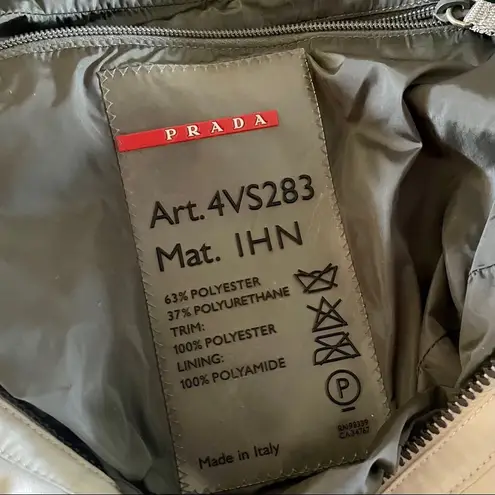 PRADA
Art. 4VS283
Mat. IHN
63% POLYESTER
37% POLYURETHANE
TRIM:
100% POLYESTER
LINING:
100% POLYAMIDE
P
Made in Italy